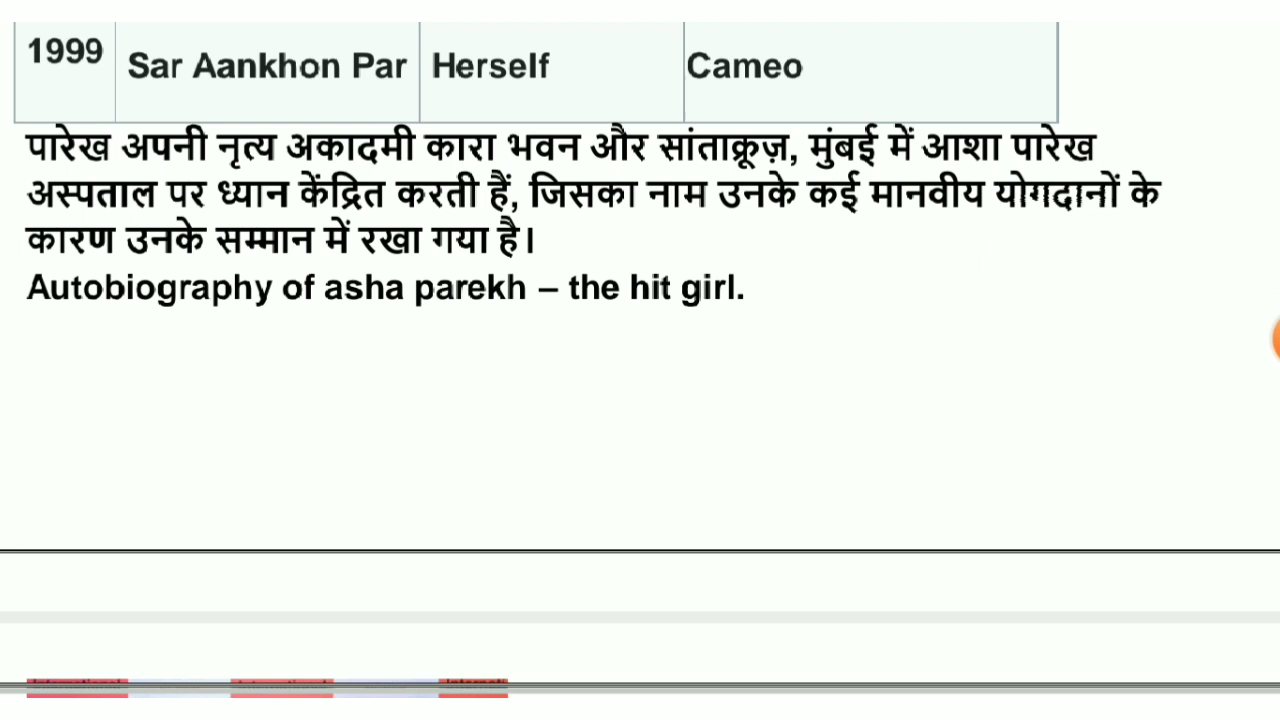 1999 Sar Aankhon Par Herself Cameo
पारेख अपनी नृत्य अकादमी कारा भवन और सांताक्रूज़, मुंबई में आशा पारेख
अस्पताल पर ध्यान केंद्रित करती हैं, जिसका नाम उनके कई मानवीय योगदानों के
कारण उनके सम्मान में रखा गया है।
Autobiography of asha parekh – the hit girl.